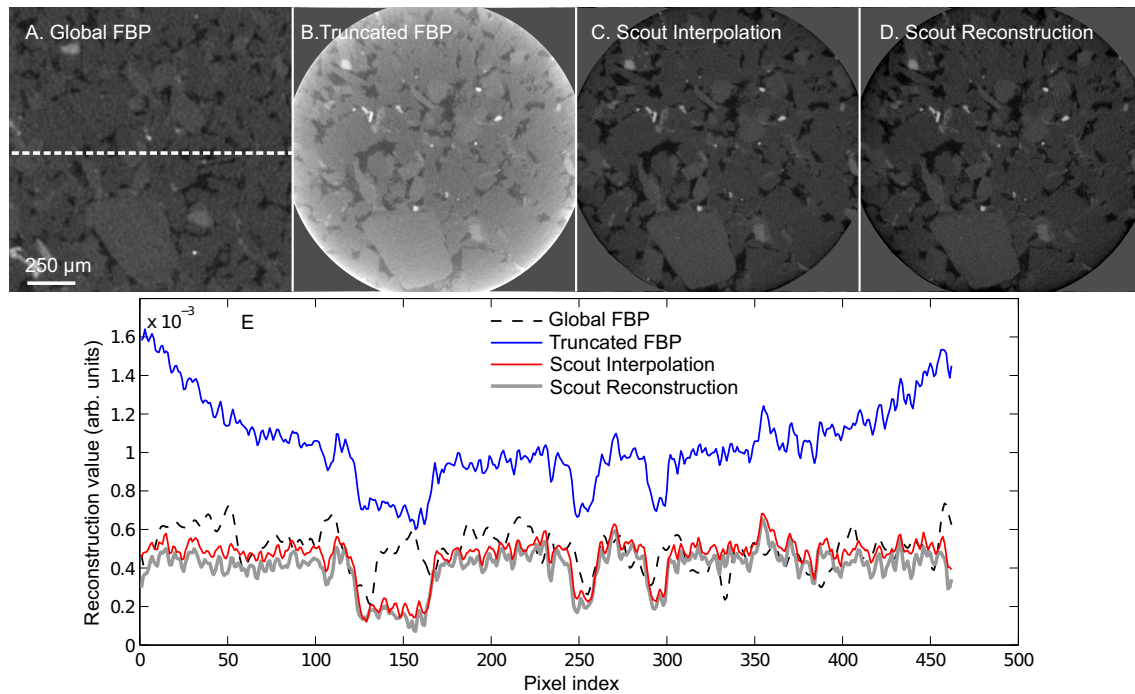 A. Global FBP
B.Truncated FBP
C. Scout Interpolation
D. Scout Reconstruction
250 µm
x 10⁻³
E
Global FBP
Truncated FBP
Scout Interpolation
Scout Reconstruction
Reconstruction value (arb. units)
1.6
1.4
1.2
1
0.8
0.6
0.4
0.2
0
0 50 100 150 200 250 300 350 400 450 500
Pixel index